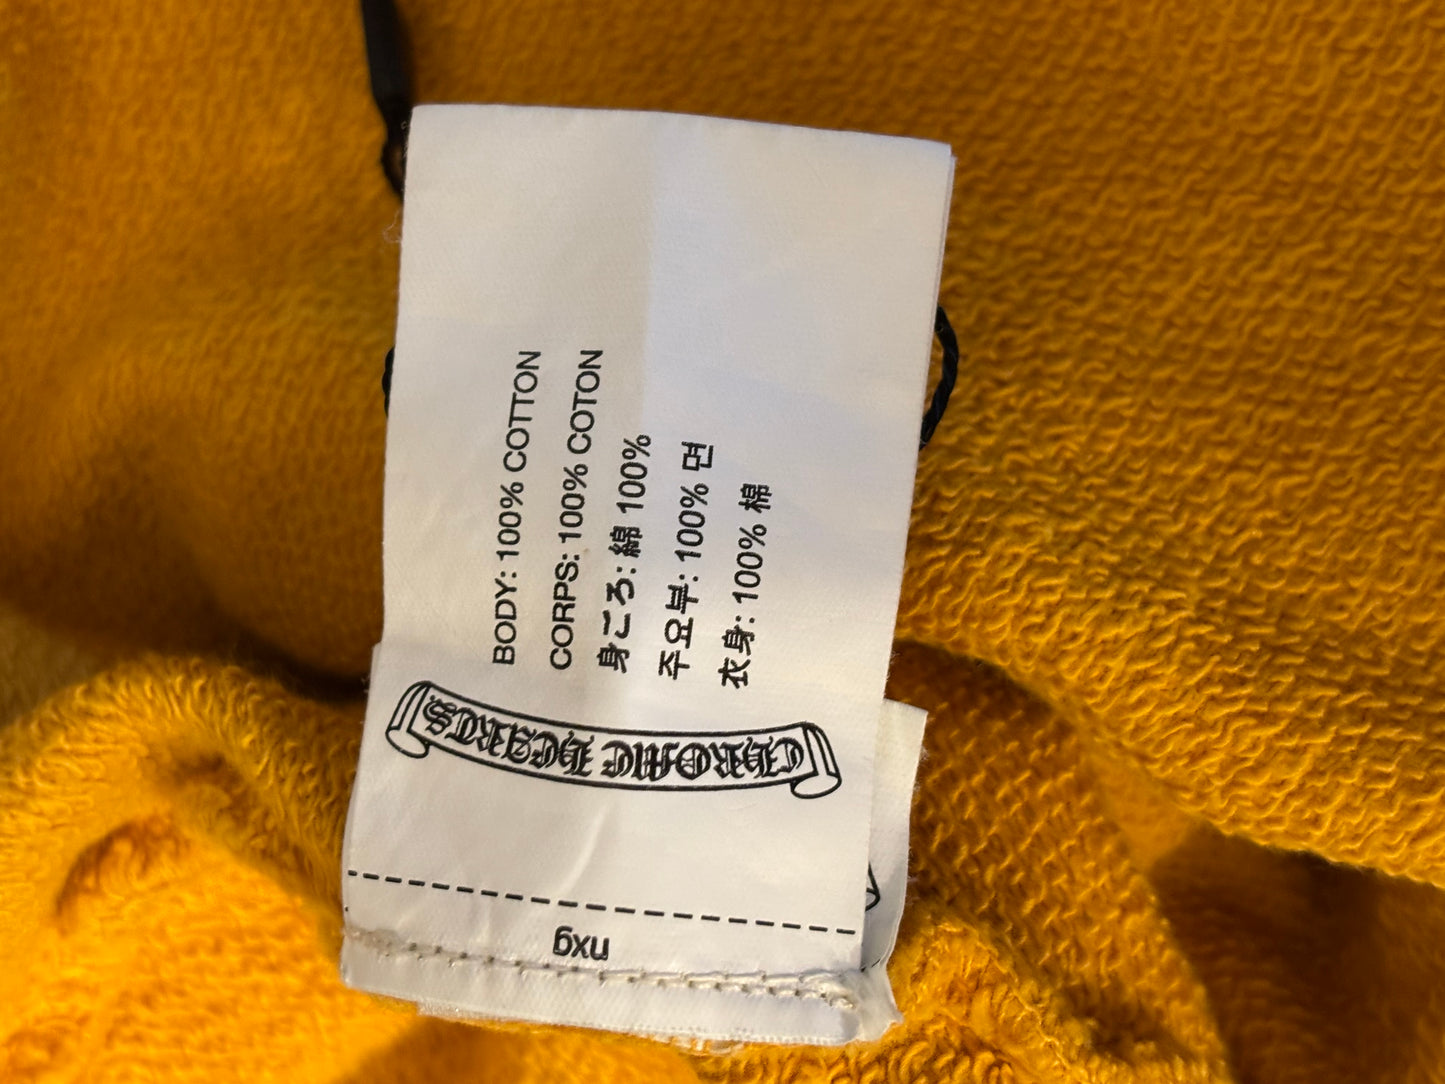 BODY: 100% COTTON
CORPS: 100% COTON
身ごろ: 綿 100%
주요부: 100% 면
衣身: 100% 棉
CHROME HEARTS
nxg